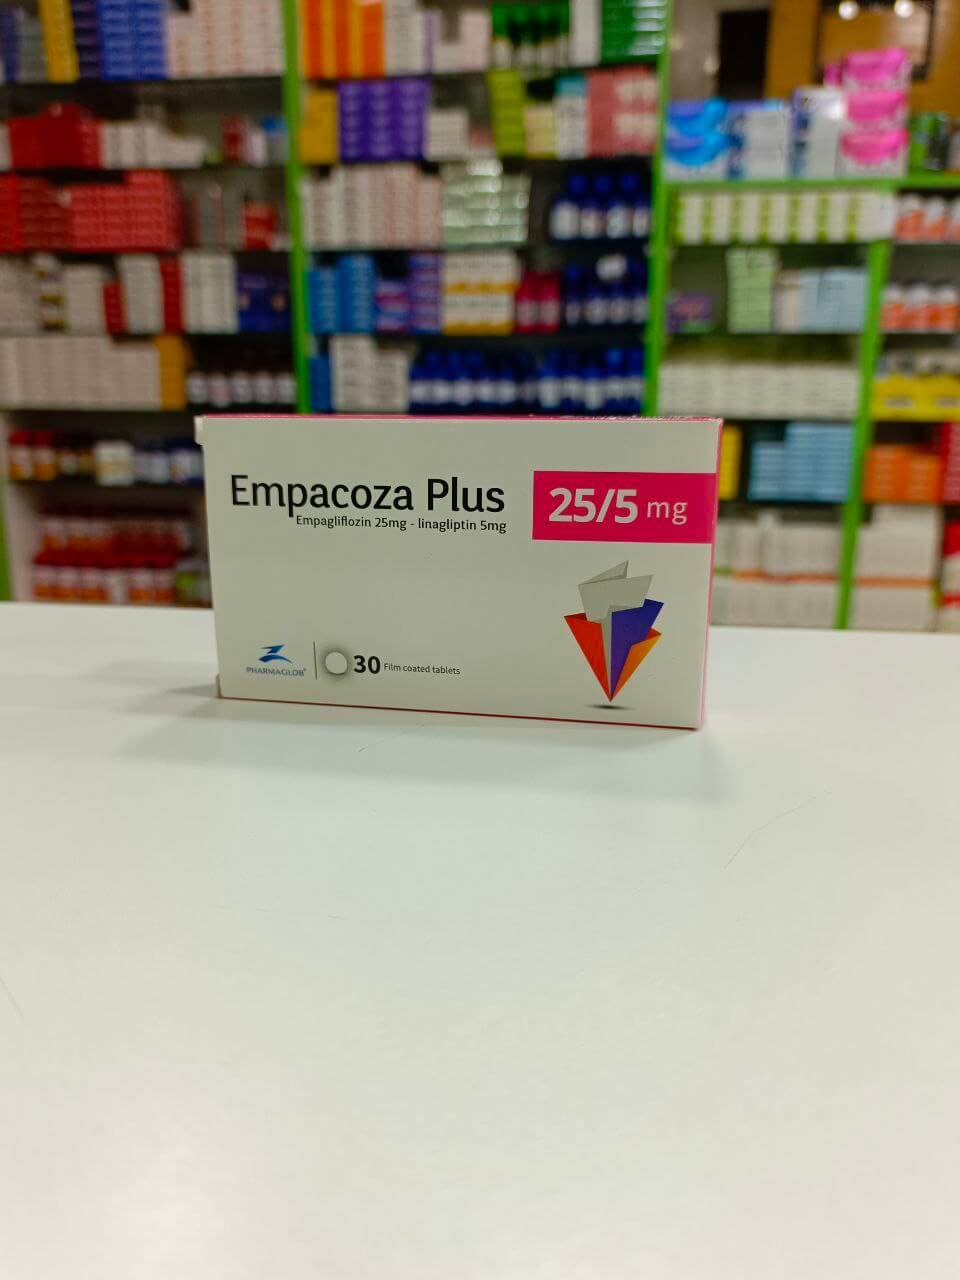 Empacoza Plus
25/5 mg
Empagliflozin 25mg - linagliptin 5mg
PHARMAGLOB
30 Film coated tablets